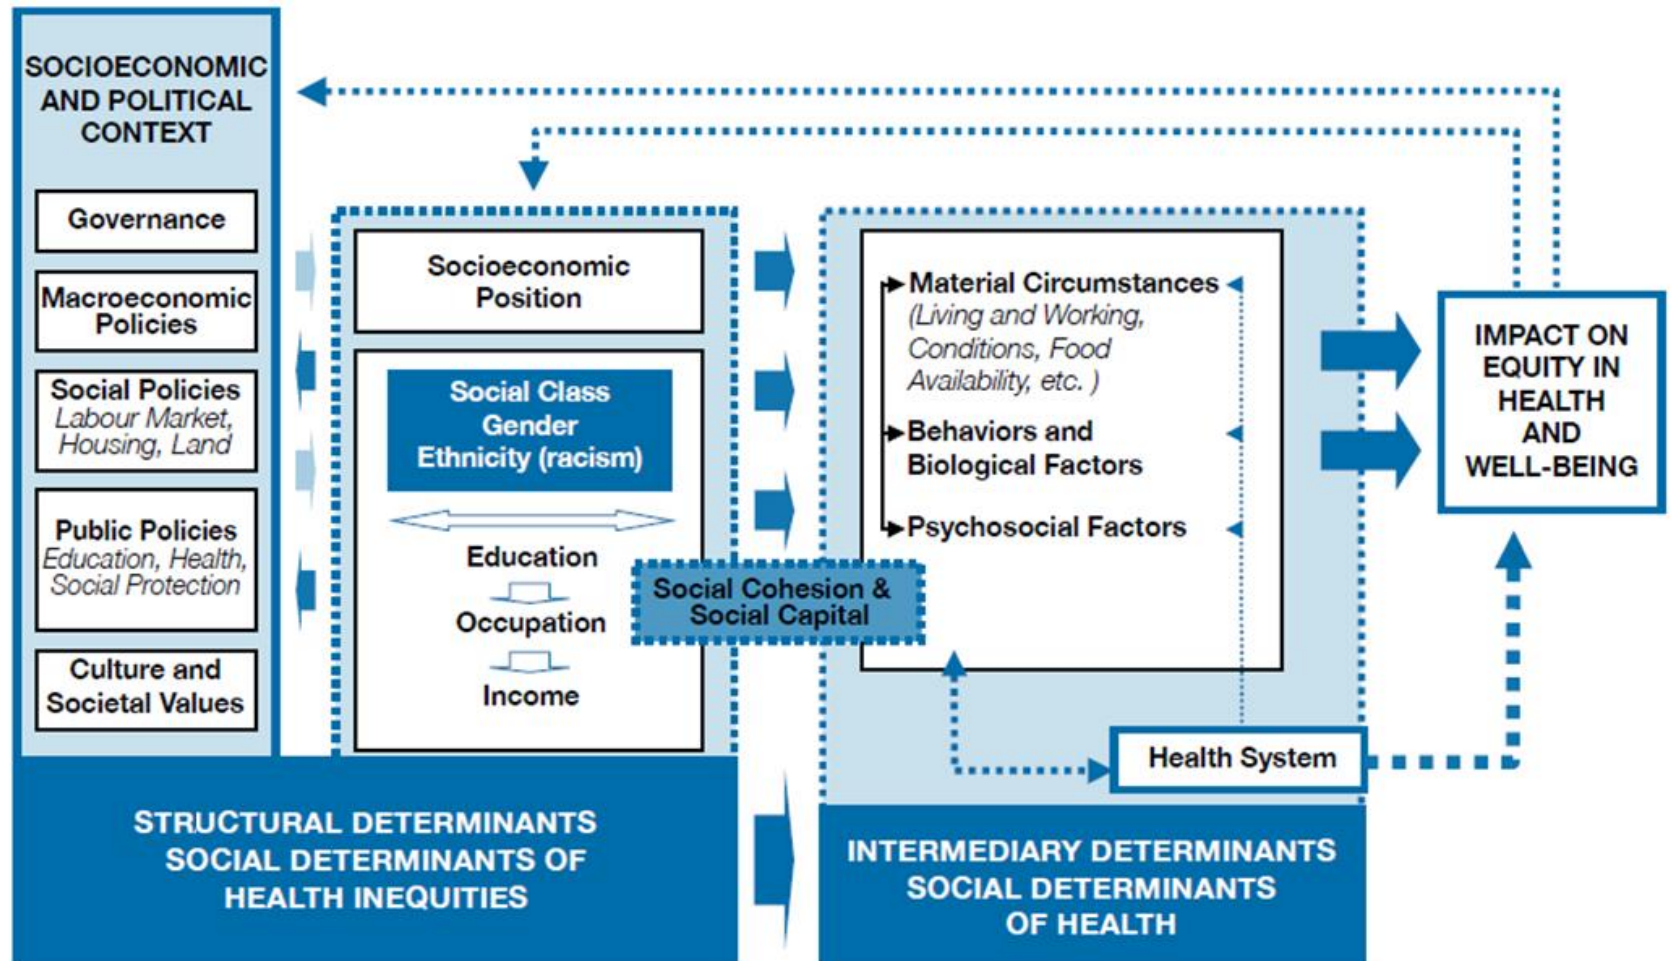 SOCIOECONOMIC
AND POLITICAL
CONTEXT
Governance
Macroeconomic
Policies
Social Policies
Labour Market,
Housing, Land
Public Policies
Education, Health,
Social Protection
Culture and
Societal Values
Socioeconomic
Position
Social Class
Gender
Ethnicity (racism)
Education
Occupation
Income
Social Cohesion &
Social Capital
Material Circumstances
(Living and Working,
Conditions, Food
Availability, etc. )
Behaviors and
Biological Factors
Psychosocial Factors
Health System
IMPACT ON
EQUITY IN
HEALTH
AND
WELL-BEING
STRUCTURAL DETERMINANTS
SOCIAL DETERMINANTS OF
HEALTH INEQUITIES
INTERMEDIARY DETERMINANTS
SOCIAL DETERMINANTS
OF HEALTH